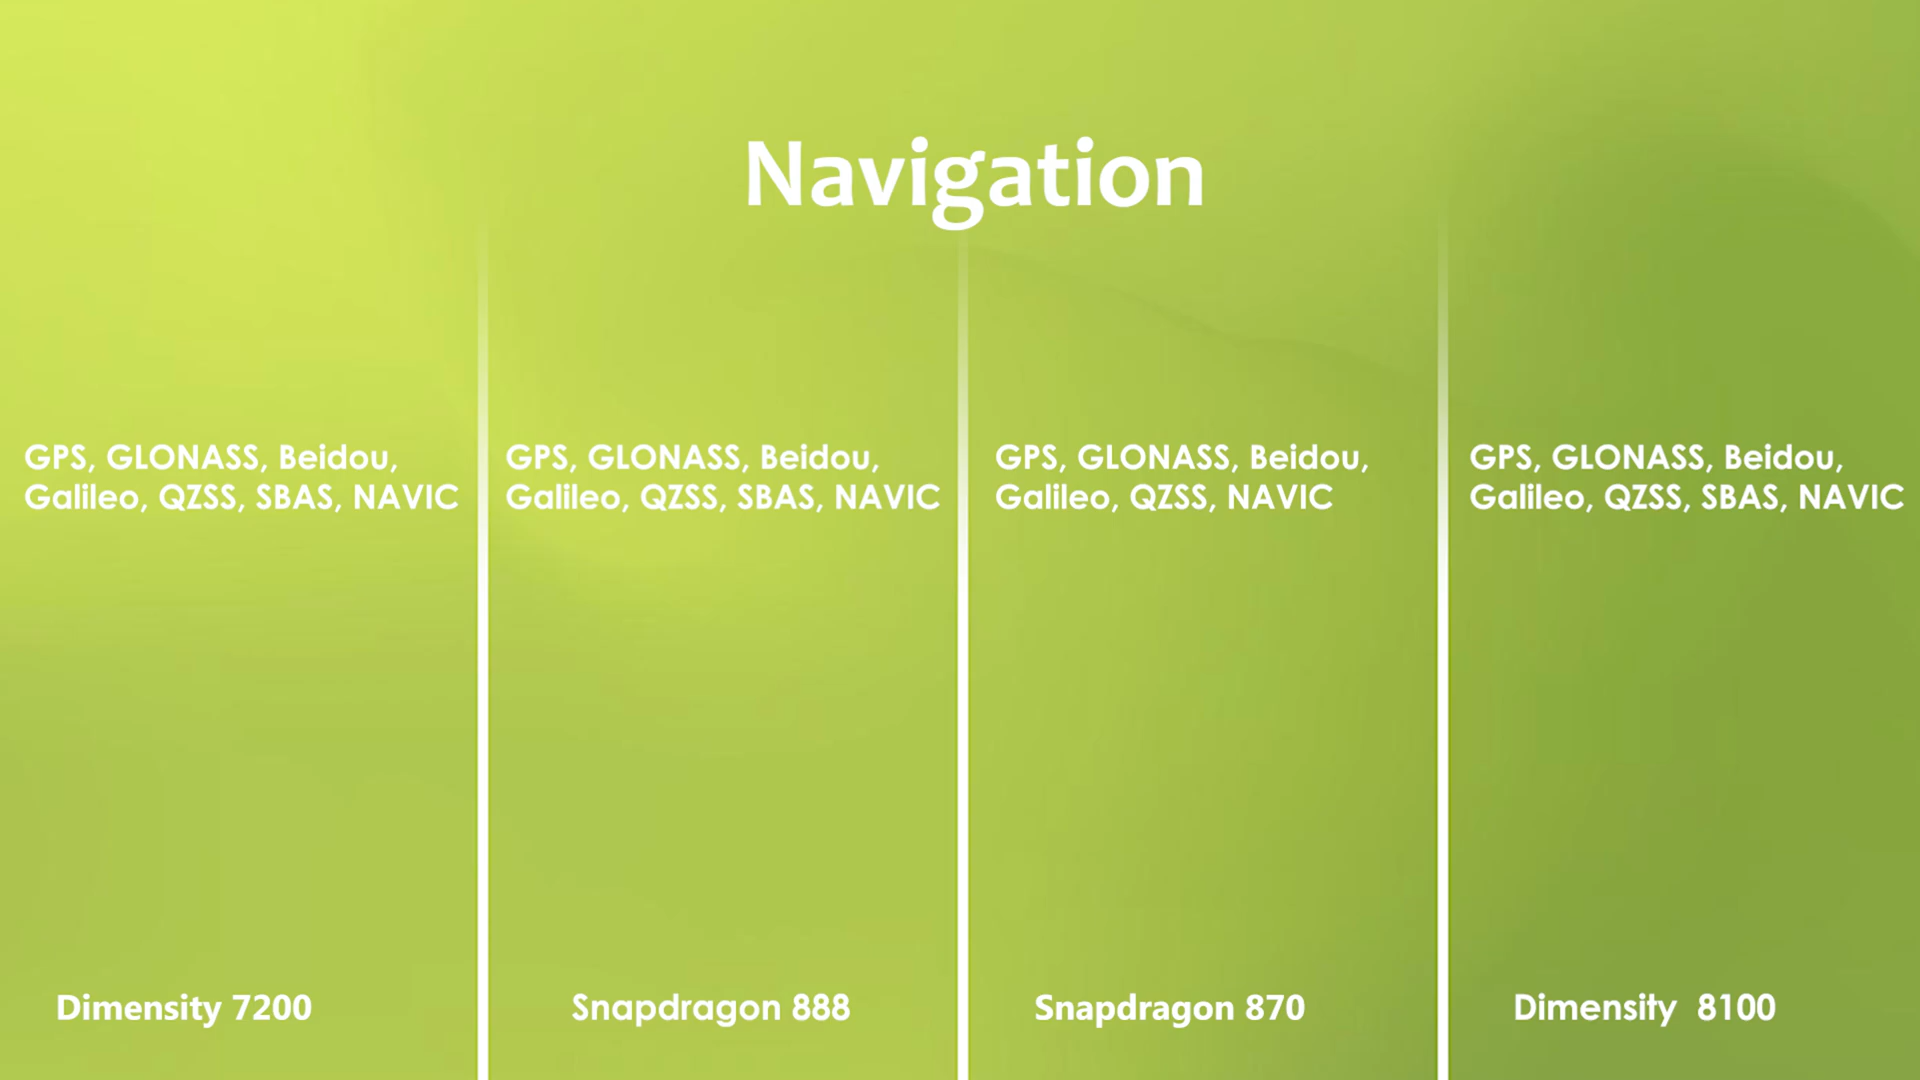 Navigation
GPS, GLONASS, Beidou,
Galileo, QZSS, SBAS, NAVIC
GPS, GLONASS, Beidou,
Galileo, QZSS, SBAS, NAVIC
GPS, GLONASS, Beidou,
Galileo, QZSS, NAVIC
GPS, GLONASS, Beidou,
Galileo, QZSS, SBAS, NAVIC
Dimensity 7200
Snapdragon 888
Snapdragon 870
Dimensity 8100